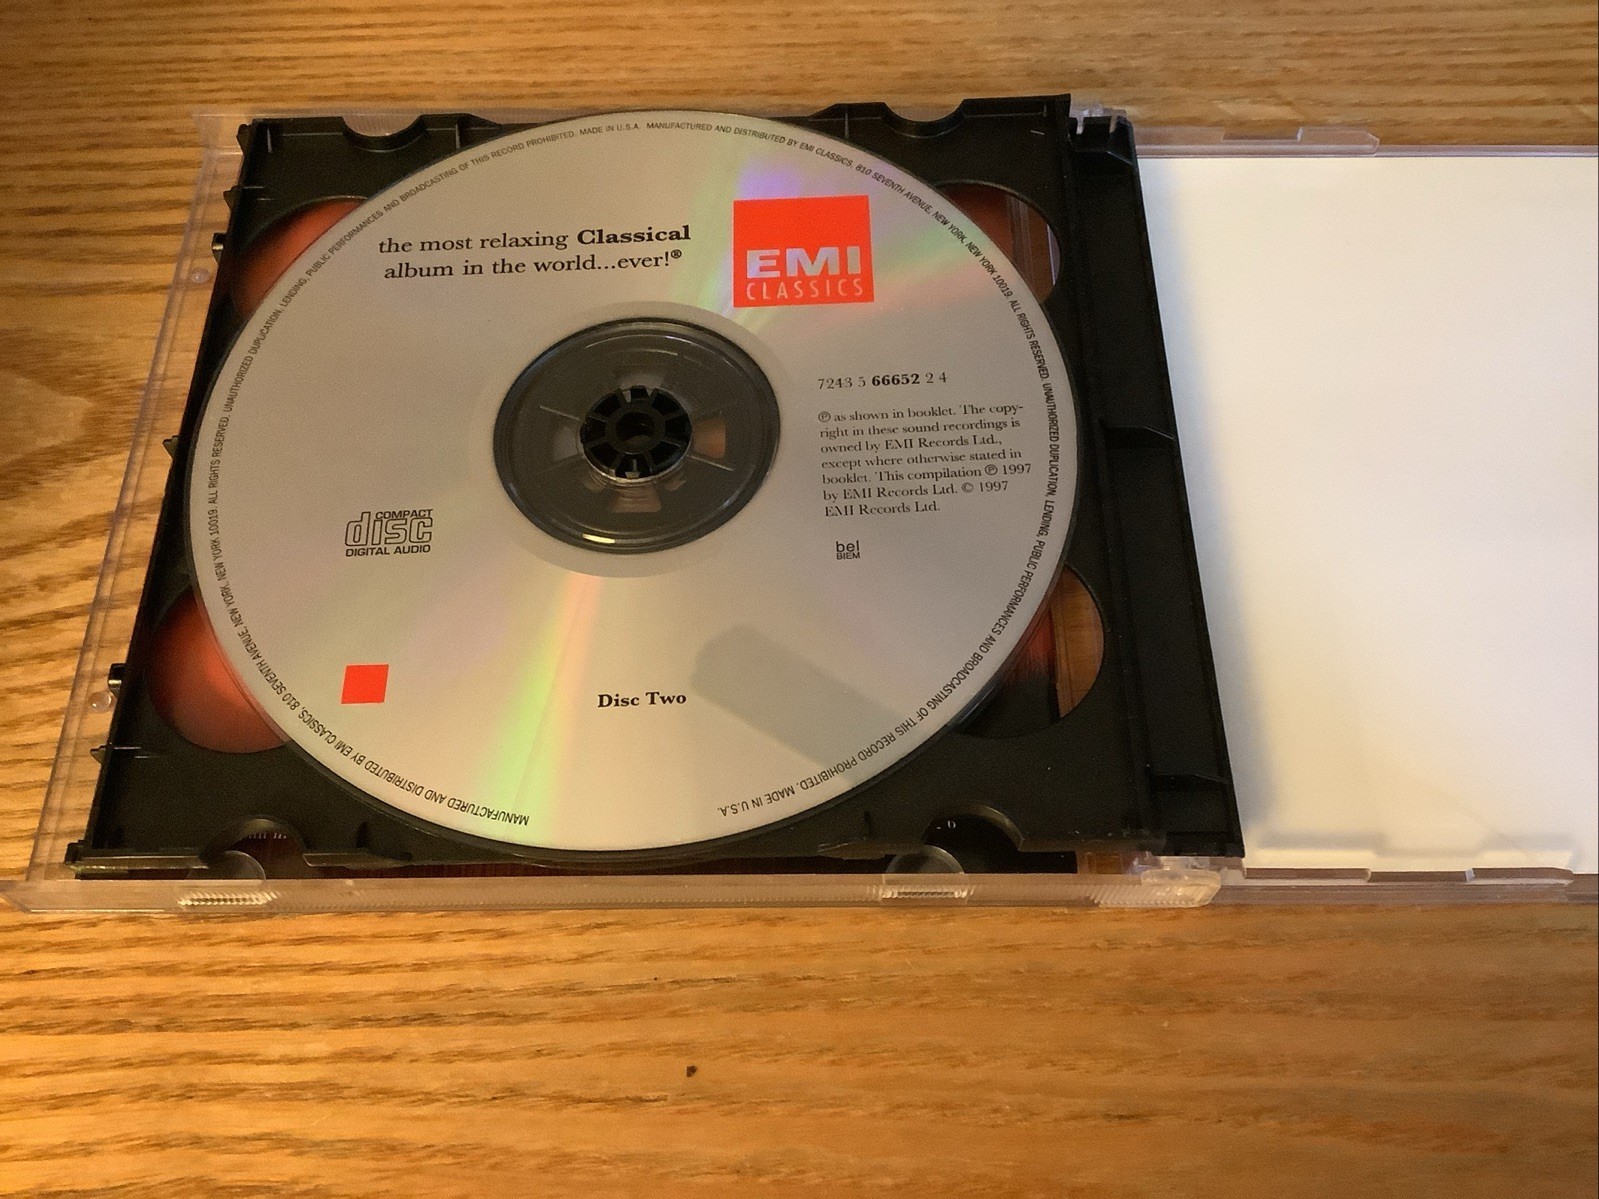 the most relaxing Classical
album in the world...ever!®
EMI
CLASSICS
7243 5 66652 2 4
℗ as shown in booklet. The copy-
right in these sound recordings is
owned by EMI Records Ltd.,
except where otherwise stated in
booklet. This compilation ℗ 1997
by EMI Records Ltd. © 1997
EMI Records Ltd.
COMPACT
disc
DIGITAL AUDIO
bel
BIEM
Disc Two
MANUFACTURED AND DISTRIBUTED BY EMI CLASSICS, 810 SEVENTH AVENUE, NEW YORK, NEW YORK 10019. ALL RIGHTS RESERVED. UNAUTHORIZED DUPLICATION, LENDING, PUBLIC PERFORMANCES AND BROADCASTING OF THIS RECORD PROHIBITED. MADE IN U.S.A.
MANUFACTURED AND DISTRIBUTED BY EMI CLASSICS, 810 SEVENTH AVENUE, NEW YORK, NEW YORK 10019. ALL RIGHTS RESERVED. UNAUTHORIZED DUPLICATION, LENDING, PUBLIC PERFORMANCES AND BROADCASTING OF THIS RECORD PROHIBITED. MADE IN U.S.A.